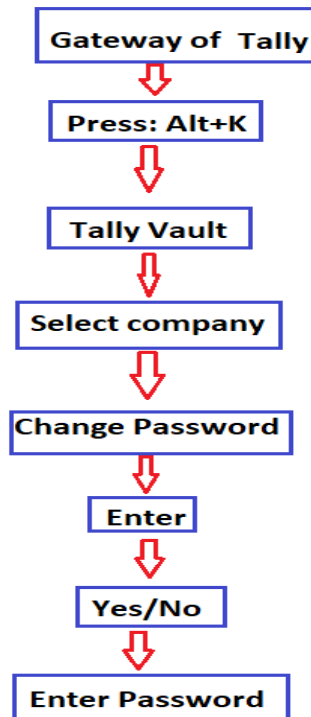 Gateway of Tally
Press: Alt+K
Tally Vault
Select company
Change Password
Enter
Yes/No
Enter Password